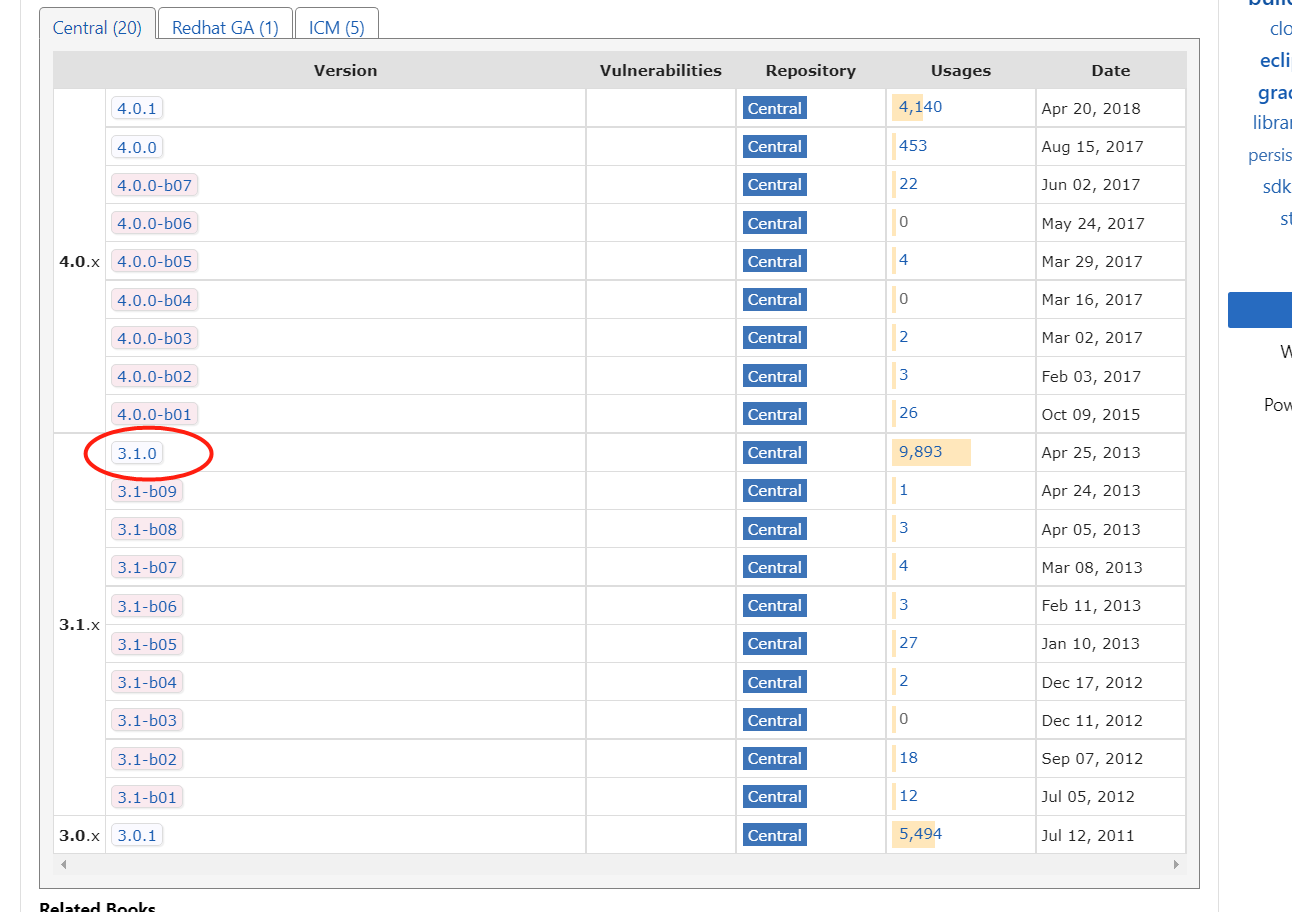 Central (20) Redhat GA (1) ICM (5)
Version Vulnerabilities Repository Usages Date
4.0.1 Central 4,140 Apr 20, 2018
4.0.0 Central 453 Aug 15, 2017
4.0.0-b07 Central 22 Jun 02, 2017
4.0.0-b06 Central 0 May 24, 2017
4.0.x 4.0.0-b05 Central 4 Mar 29, 2017
4.0.0-b04 Central 0 Mar 16, 2017
4.0.0-b03 Central 2 Mar 02, 2017
4.0.0-b02 Central 3 Feb 03, 2017
4.0.0-b01 Central 26 Oct 09, 2015
3.1.0 Central 9,893 Apr 25, 2013
3.1-b09 Central 1 Apr 24, 2013
3.1-b08 Central 3 Apr 05, 2013
3.1-b07 Central 4 Mar 08, 2013
3.1-b06 Central 3 Feb 11, 2013
3.1.x
3.1-b05 Central 27 Jan 10, 2013
3.1-b04 Central 2 Dec 17, 2012
3.1-b03 Central 0 Dec 11, 2012
3.1-b02 Central 18 Sep 07, 2012
3.1-b01 Central 12 Jul 05, 2012
3.0.x 3.0.1 Central 5,494 Jul 12, 2011
Related Books
clo
ecli
grad
librar
persis
sdk
st
W
Pow